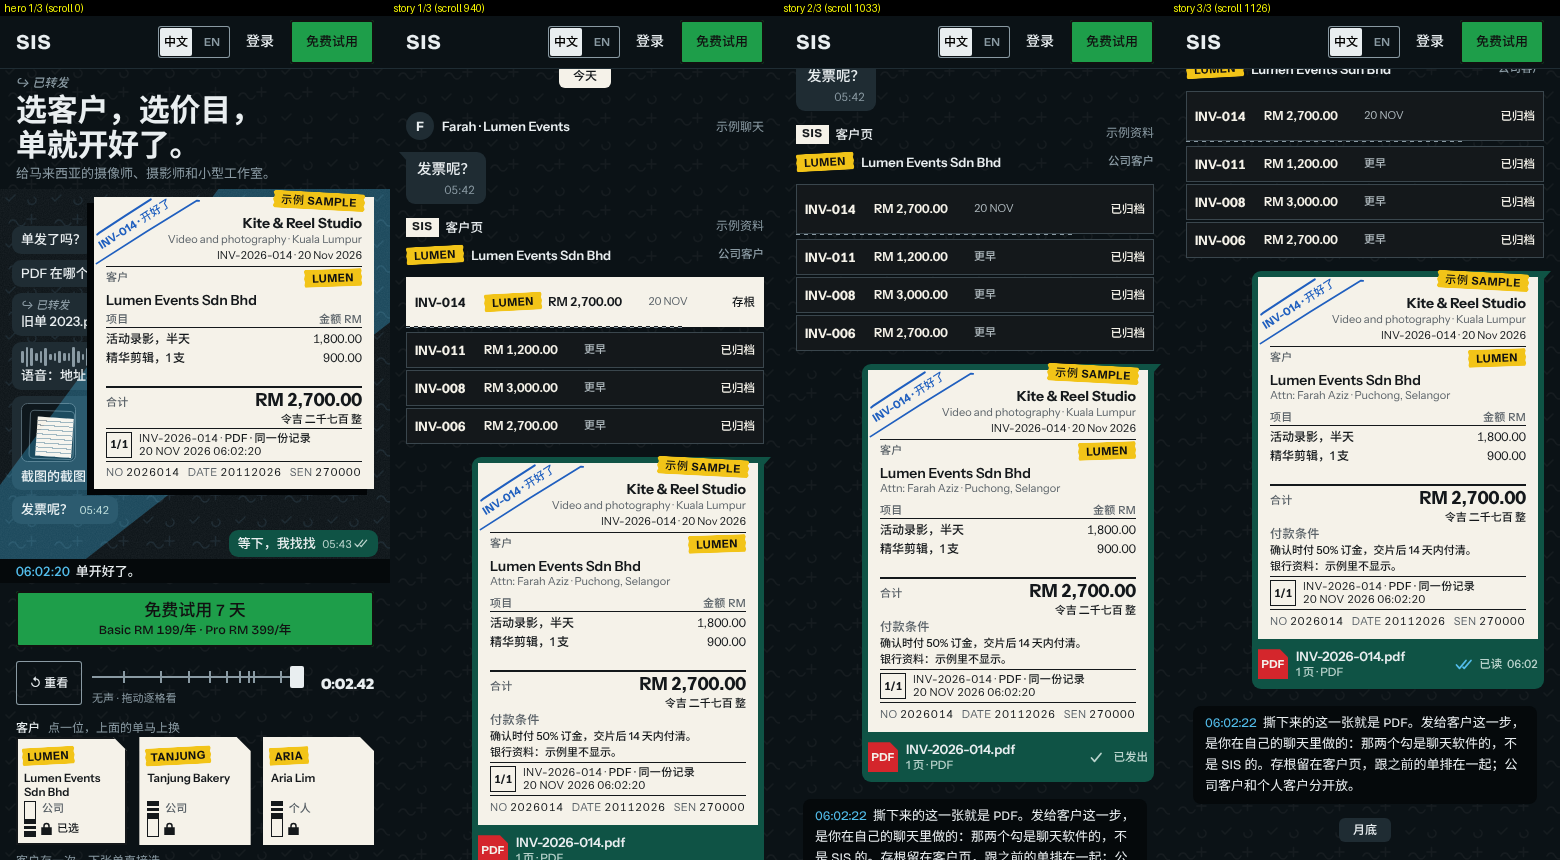 hero 1/3 (scroll 0)
SIS
中文
EN
登录
免费试用
已转发
选客户，选价目，
单就开好了。
给马来西亚的摄像师、摄影师和小型工作室。
单发了吗？
PDF 在哪个
已转发
旧单 2023.p
语音：地址
截图的截图
发票呢？ 05:42
INV-014 · 开好了
示例 SAMPLE
Kite & Reel Studio
Video and photography · Kuala Lumpur
INV-2026-014 · 20 Nov 2026
客户
LUMEN
Lumen Events Sdn Bhd
项目 金额 RM
活动录影，半天 1,800.00
精华剪辑，1 支 900.00
合计 RM 2,700.00
令吉 二千七百 整
1/1
INV-2026-014 · PDF · 同一份记录
20 NOV 2026 06:02:20
NO 2026014 DATE 20112026 SEN 270000
等下，我找找 05:43
06:02:20 单开好了。
免费试用 7 天
Basic RM 199/年 · Pro RM 399/年
重看
无声 · 拖动逐格看
0:02.42
客户 点一位，上面的单马上换
LUMEN
Lumen Events
Sdn Bhd
公司
已选
TANJUNG
Tanjung Bakery
公司
ARIA
Aria Lim
个人
story 1/3 (scroll 940)
SIS
中文
EN
登录
免费试用
今天
F
Farah · Lumen Events
示例聊天
发票呢？
05:42
SIS
客户页
示例资料
LUMEN
Lumen Events Sdn Bhd
公司客户
INV-014 LUMEN RM 2,700.00 20 NOV 存根
INV-011 RM 1,200.00 更早 已归档
INV-008 RM 3,000.00 更早 已归档
INV-006 RM 2,700.00 更早 已归档
INV-014 · 开好了
示例 SAMPLE
Kite & Reel Studio
Video and photography · Kuala Lumpur
INV-2026-014 · 20 Nov 2026
客户
LUMEN
Lumen Events Sdn Bhd
Attn: Farah Aziz · Puchong, Selangor
项目 金额 RM
活动录影，半天 1,800.00
精华剪辑，1 支 900.00
合计 RM 2,700.00
令吉 二千七百 整
付款条件
确认时付 50% 订金，交片后 14 天内付清。
银行资料：示例里不显示。
1/1
INV-2026-014 · PDF · 同一份记录
20 NOV 2026 06:02:20
NO 2026014 DATE 20112026 SEN 270000
PDF
INV-2026-014.pdf
1 页 · PDF
story 2/3 (scroll 1033)
SIS
中文
EN
登录
免费试用
发票呢？
05:42
SIS
客户页
示例资料
LUMEN
Lumen Events Sdn Bhd
公司客户
INV-014 RM 2,700.00 20 NOV 已归档
INV-011 RM 1,200.00 更早 已归档
INV-008 RM 3,000.00 更早 已归档
INV-006 RM 2,700.00 更早 已归档
INV-014 · 开好了
示例 SAMPLE
Kite & Reel Studio
Video and photography · Kuala Lumpur
INV-2026-014 · 20 Nov 2026
客户
LUMEN
Lumen Events Sdn Bhd
Attn: Farah Aziz · Puchong, Selangor
项目 金额 RM
活动录影，半天 1,800.00
精华剪辑，1 支 900.00
合计 RM 2,700.00
令吉 二千七百 整
付款条件
确认时付 50% 订金，交片后 14 天内付清。
银行资料：示例里不显示。
1/1
INV-2026-014 · PDF · 同一份记录
20 NOV 2026 06:02:20
NO 2026014 DATE 20112026 SEN 270000
PDF
INV-2026-014.pdf
1 页 · PDF
已发出
06:02:22 撕下来的这一张就是 PDF。发给客户这一步，
是你在自己的聊天里做的：那两个勾是聊天软件的，不
是 SIS 的。存根留在客户页，跟之前的单排在一起；公
story 3/3 (scroll 1126)
SIS
中文
EN
登录
免费试用
LUMEN
Lumen Events Sdn Bhd
公司客户
INV-014 RM 2,700.00 20 NOV 已归档
INV-011 RM 1,200.00 更早 已归档
INV-008 RM 3,000.00 更早 已归档
INV-006 RM 2,700.00 更早 已归档
INV-014 · 开好了
示例 SAMPLE
Kite & Reel Studio
Video and photography · Kuala Lumpur
INV-2026-014 · 20 Nov 2026
客户
LUMEN
Lumen Events Sdn Bhd
Attn: Farah Aziz · Puchong, Selangor
项目 金额 RM
活动录影，半天 1,800.00
精华剪辑，1 支 900.00
合计 RM 2,700.00
令吉 二千七百 整
付款条件
确认时付 50% 订金，交片后 14 天内付清。
银行资料：示例里不显示。
1/1
INV-2026-014 · PDF · 同一份记录
20 NOV 2026 06:02:20
NO 2026014 DATE 20112026 SEN 270000
PDF
INV-2026-014.pdf
1 页 · PDF
已读 06:02
06:02:22 撕下来的这一张就是 PDF。发给客户这一步，
是你在自己的聊天里做的：那两个勾是聊天软件的，不
是 SIS 的。存根留在客户页，跟之前的单排在一起；公
司客户和个人客户分开放。
月底